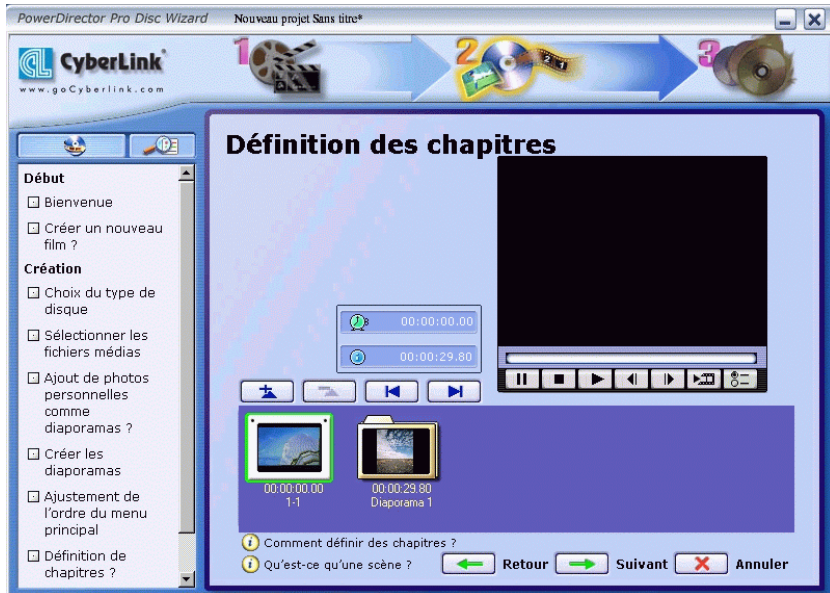 PowerDirector Pro Disc Wizard Nouveau projet Sans titre*
CyberLink
www.goCyberlink.com
1
2
3
Début
Bienvenue
Créer un nouveau
film ?
Création
Choix du type de
disque
Sélectionner les
fichiers médias
Ajout de photos
personnelles
comme
diaporamas ?
Créer les
diaporamas
Ajustement de
l'ordre du menu
principal
Définition de
chapitres ?
Définition des chapitres
00:00:00.00
00:00:29.80
00:00:00.00
1-1
00:00:29.80
Diaporama 1
Comment définir des chapitres ?
Qu'est-ce qu'une scène ?
Retour
Suivant
Annuler